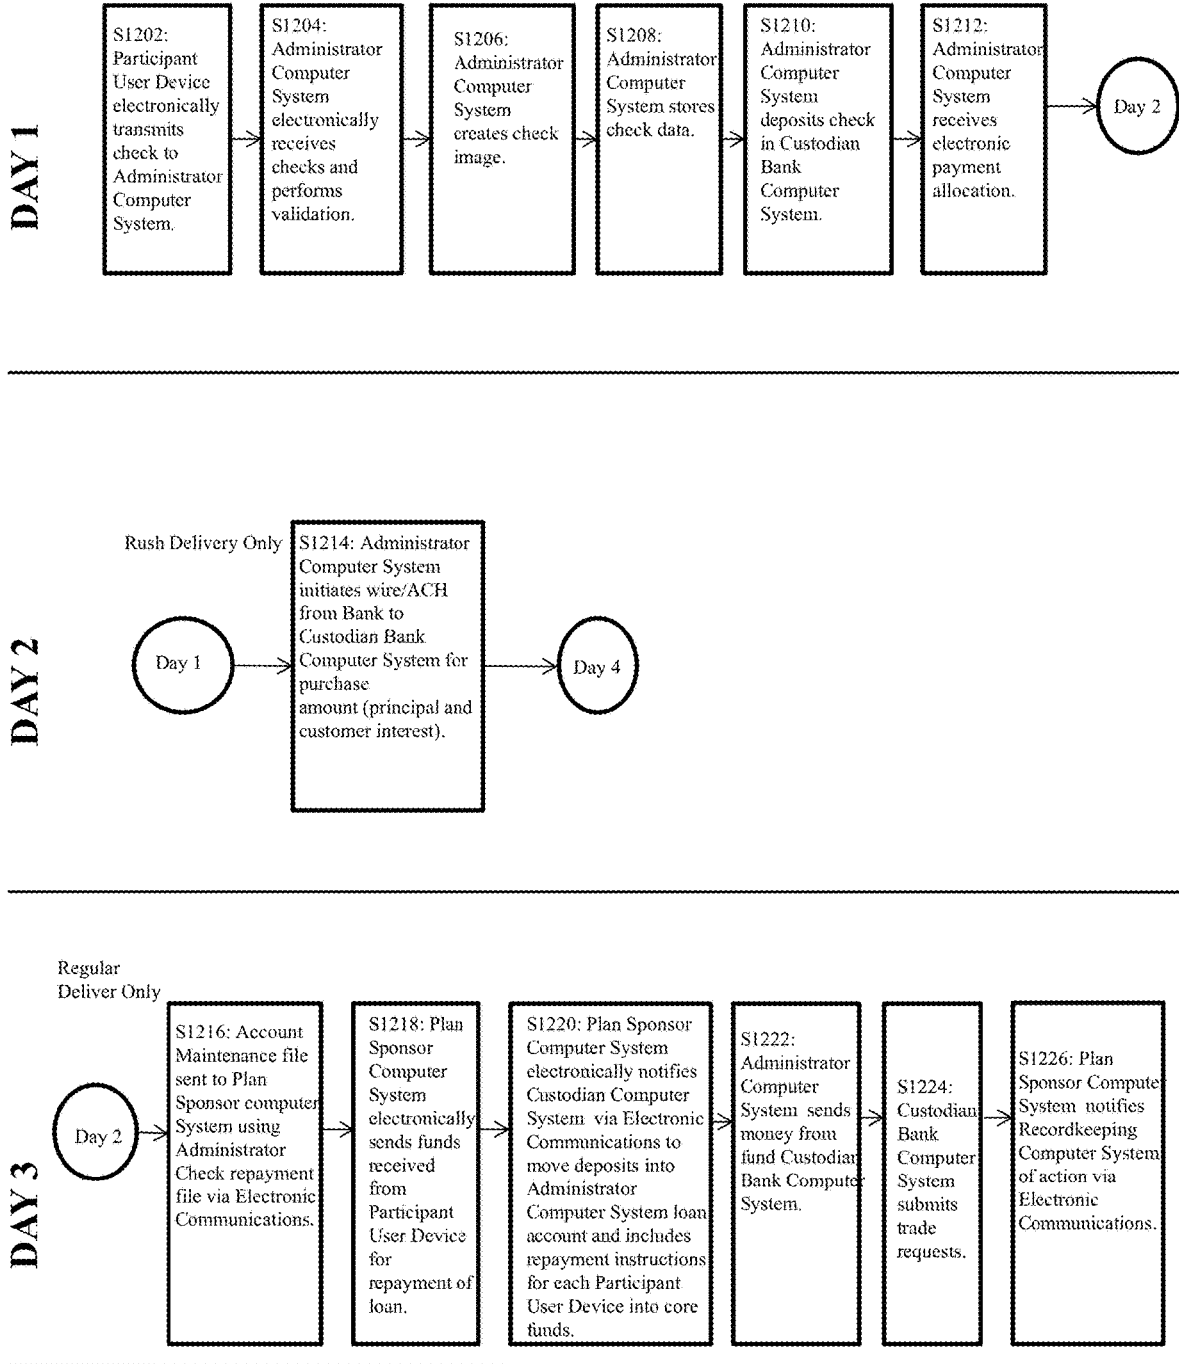 DAY 1
S1202:
Participant
User Device
electronically
transmits
check to
Administrator
Computer
System.
S1204:
Administrator
Computer
System
electronically
receives
checks and
performs
validation.
S1206:
Administrator
Computer
System
creates check
image.
S1208:
Administrator
Computer
System stores
check data.
S1210:
Administrator
Computer
System
deposits check
in Custodian
Bank
Computer
System.
S1212:
Administrator
Computer
System
receives
electronic
payment
allocation.
Day 2
DAY 2
Rush Delivery Only
Day 1
S1214: Administrator
Computer System
initiates wire/ACH
from Bank to
Custodian Bank
Computer System for
purchase
amount (principal and
customer interest).
Day 4
DAY 3
Regular
Deliver Only
Day 2
S1216: Account
Maintenance file
sent to Plan
Sponsor computer
System using
Administrator
Check repayment
file via Electronic
Communications.
S1218: Plan
Sponsor
Computer
System
electronically
sends funds
received
from
Participant
User Device
for
repayment of
loan.
S1220: Plan Sponsor
Computer System
electronically notifies
Custodian Computer
System via Electronic
Communications to
move deposits into
Administrator
Computer System loan
account and includes
repayment instructions
for each Participant
User Device into core
funds.
S1222:
Administrator
Computer
System sends
money from
fund Custodian
Bank Computer
System.
S1224:
Custodian
Bank
Computer
System
submits
trade
requests.
S1226: Plan
Sponsor Computer
System notifies
Recordkeeping
Computer System
of action via
Electronic
Communications.